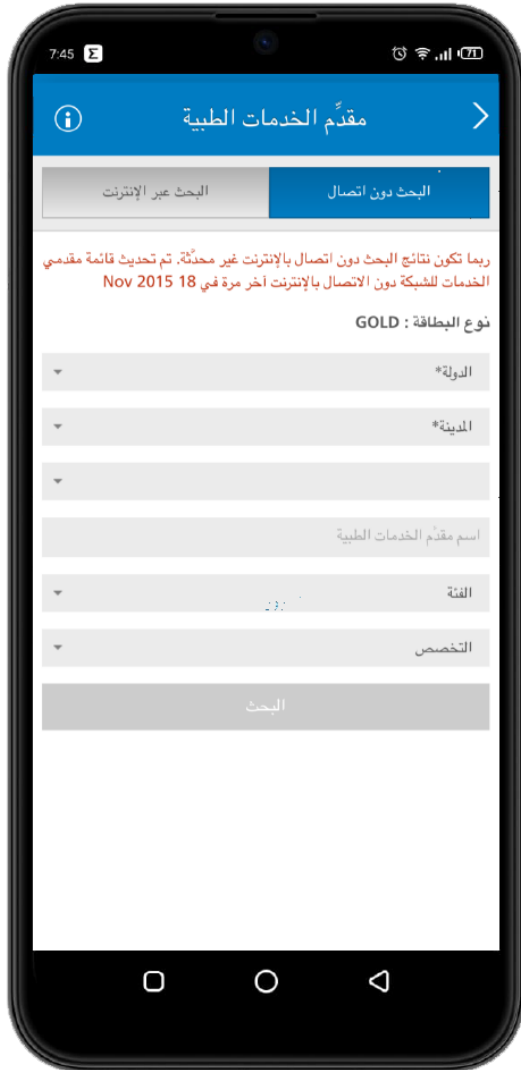 7:45 Σ
71
مقدِّم الخدمات الطبية
البحث دون اتصال
البحث عبر الإنترنت
ربما تكون نتائج البحث دون اتصال بالإنترنت غير محدَّثة. تم تحديث قائمة مقدمي
الخدمات للشبكة دون الاتصال بالإنترنت آخر مرة في 18 Nov 2015
نوع البطاقة : GOLD
الدولة*
المدينة*
اسم مقدَّم الخدمات الطبية
الفئة
التخصص
البحث